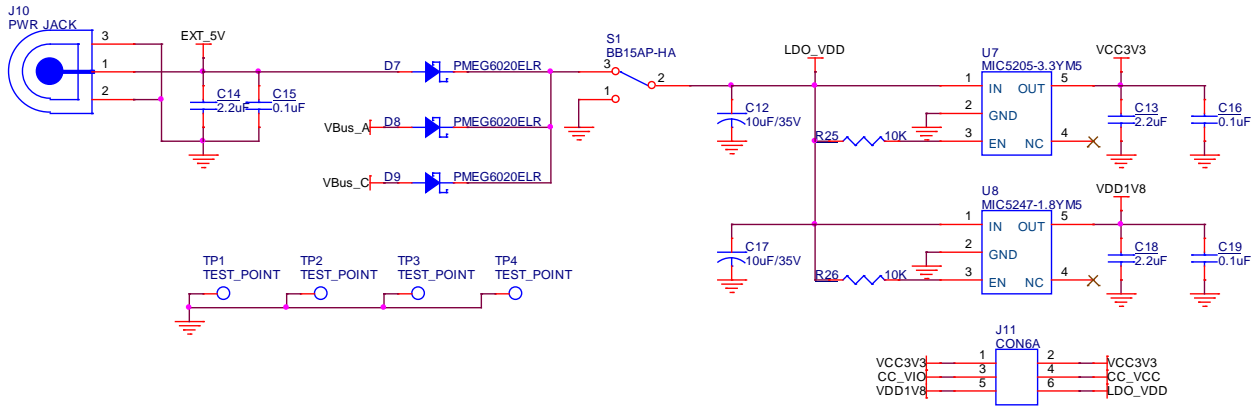 J10
PWR JACK
3
1
2
EXT_5V
C14
2.2uF
C15
0.1uF
D7
PMEG6020ELR
VBus_A
D8
PMEG6020ELR
VBus_C
D9
PMEG6020ELR
S1
BB15AP-HA
3
2
1
LDO_VDD
C12
10uF/35V
R25
10K
U7
MIC5205-3.3YM5
1
IN
OUT
5
2
GND
3
EN
NC
4
VCC3V3
C13
2.2uF
C16
0.1uF
C17
10uF/35V
R26
10K
U8
MIC5247-1.8YM5
1
IN
OUT
5
2
GND
3
EN
NC
4
VDD1V8
C18
2.2uF
C19
0.1uF
TP1
TEST_POINT
TP2
TEST_POINT
TP3
TEST_POINT
TP4
TEST_POINT
J11
CON6A
VCC3V3
1
2
VCC3V3
CC_VIO
3
4
CC_VCC
VDD1V8
5
6
LDO_VDD